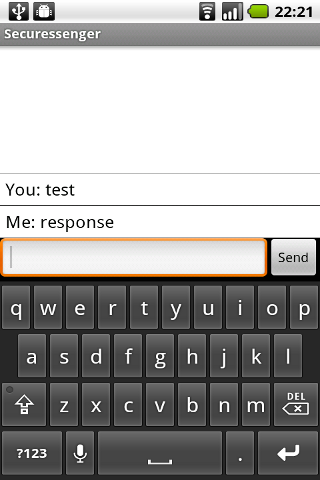 22:21
Securessenger
You: test
Me: response
Send
q w e r t y u i o p
a s d f g h j k l
z x c v b n m DEL
?123 .